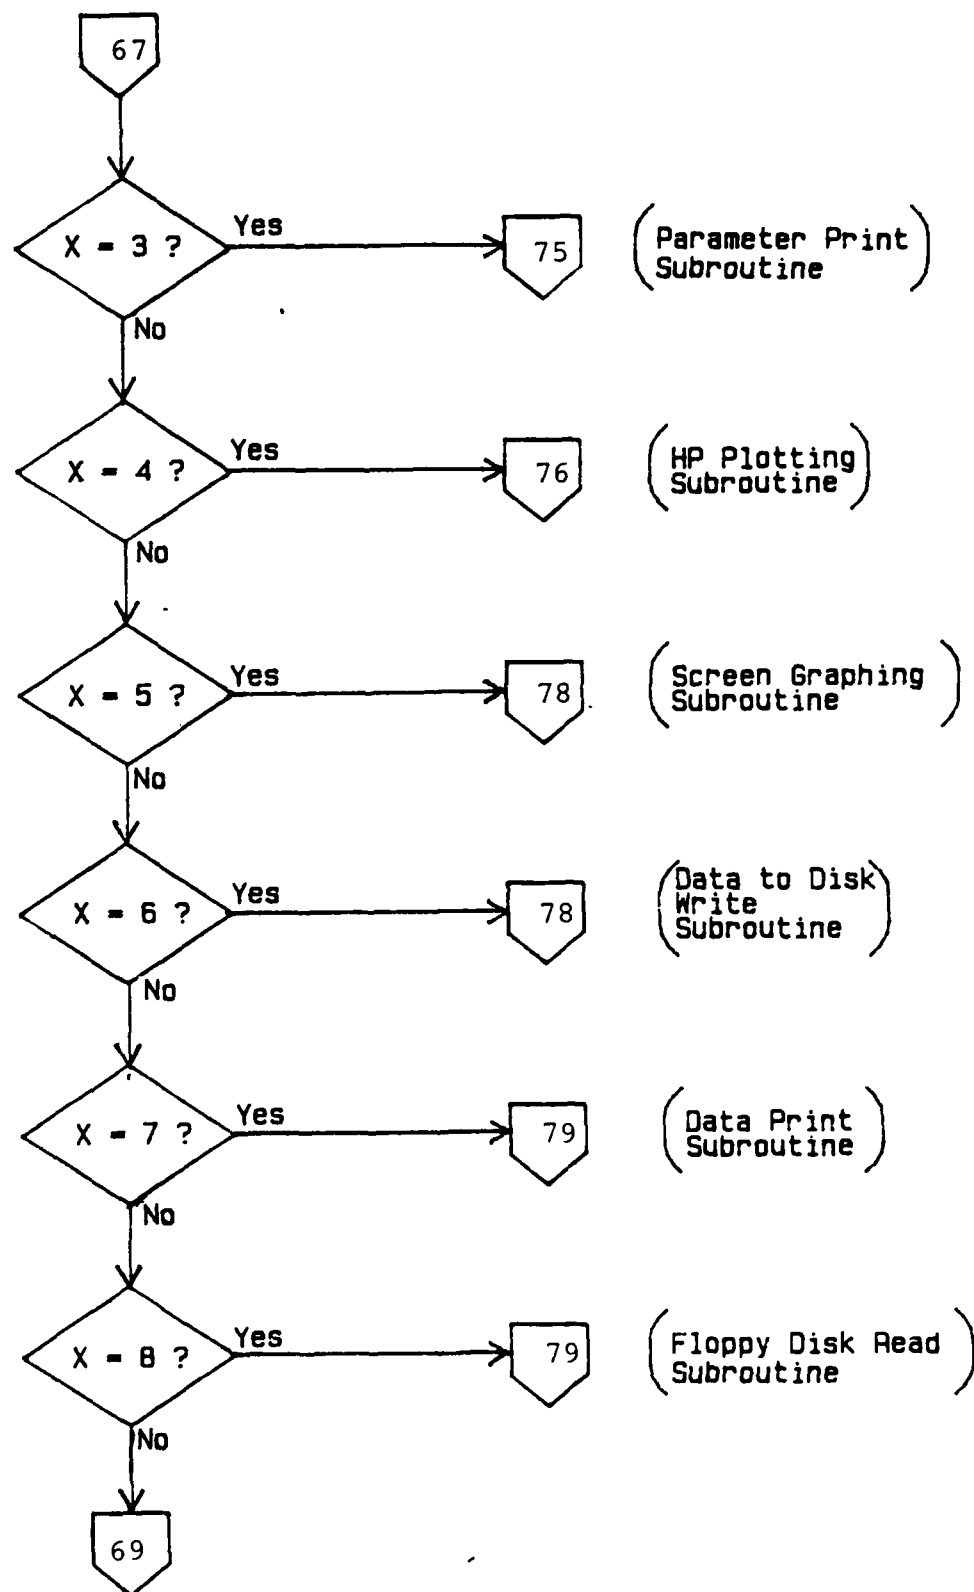 67
X = 3 ?
Yes
75
Parameter Print
Subroutine
No
X = 4 ?
Yes
76
HP Plotting
Subroutine
No
X = 5 ?
Yes
78
Screen Graphing
Subroutine
No
X = 6 ?
Yes
78
Data to Disk
Write
Subroutine
No
X = 7 ?
Yes
79
Data Print
Subroutine
No
X = 8 ?
Yes
79
Floppy Disk Read
Subroutine
No
69